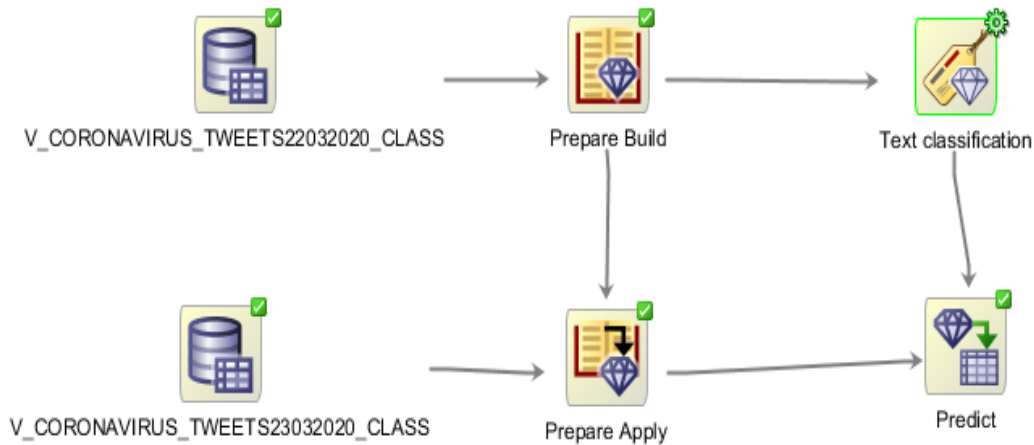 V_CORONAVIRUS_TWEETS22032020_CLASS
Prepare Build
Text classification
V_CORONAVIRUS_TWEETS23032020_CLASS
Prepare Apply
Predict